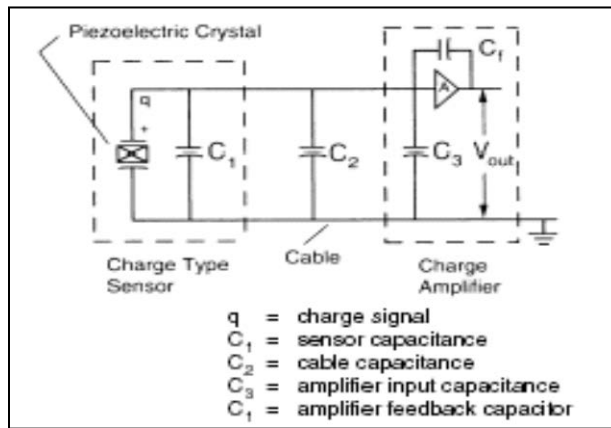 Piezoelectric Crystal
q
+
C1
C2
Cf
A
C3
Vout
Charge Type
Sensor
Cable
Charge
Amplifier
q = charge signal
C1 = sensor capacitance
C2 = cable capacitance
C3 = amplifier input capacitance
Cf = amplifier feedback capacitor